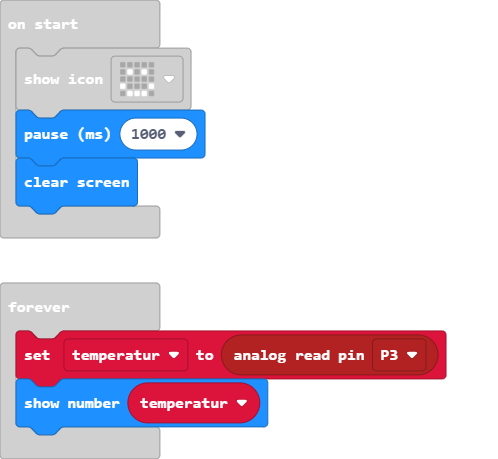 on start
show icon
pause (ms) 1000
clear screen
forever
set temperatur to analog read pin P3
show number temperatur